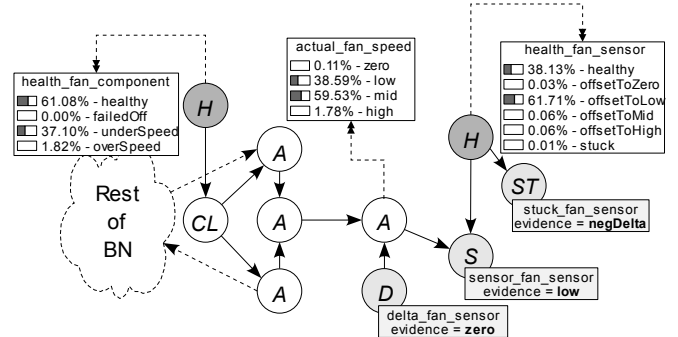 actual_fan_speed
0.11% - zero
38.59% - low
59.53% - mid
1.78% - high
health_fan_sensor
38.13% - healthy
0.03% - offsetToZero
61.71% - offsetToLow
0.06% - offsetToMid
0.06% - offsetToHigh
0.01% - stuck
health_fan_component
61.08% - healthy
0.00% - failedOff
37.10% - underSpeed
1.82% - overSpeed
H
H
A
ST
stuck_fan_sensor
evidence = negDelta
Rest
of
BN
CL
A
A
S
sensor_fan_sensor
evidence = low
A
D
delta_fan_sensor
evidence = zero